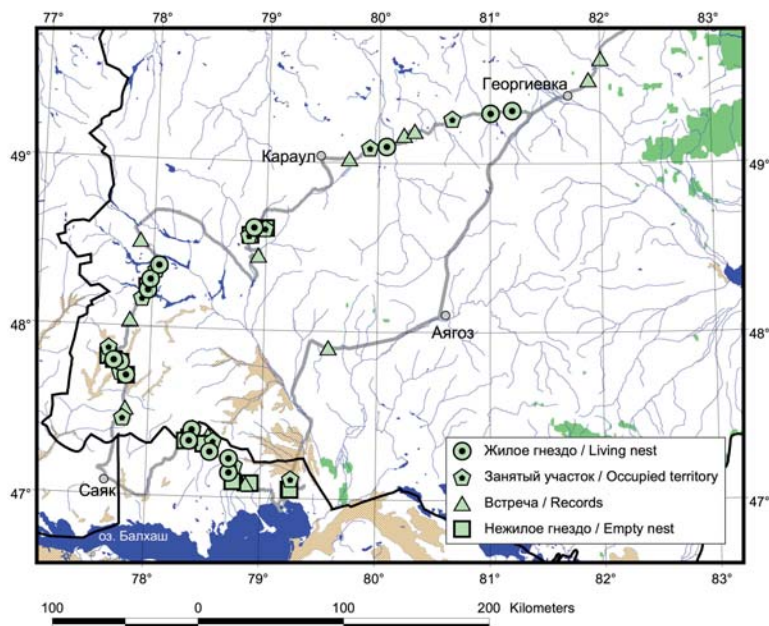 77° 78° 79° 80° 81° 82° 83°
Георгиевка
Караул
49° 49°
48° 48°
Аягоз
47° 47°
Саяк
оз. Балхаш
Жилое гнездо / Living nest
Занятый участок / Occupied territory
Встреча / Records
Нежилое гнездо / Empty nest
78° 79° 80° 81° 82° 83°
100 0 100 200 Kilometers